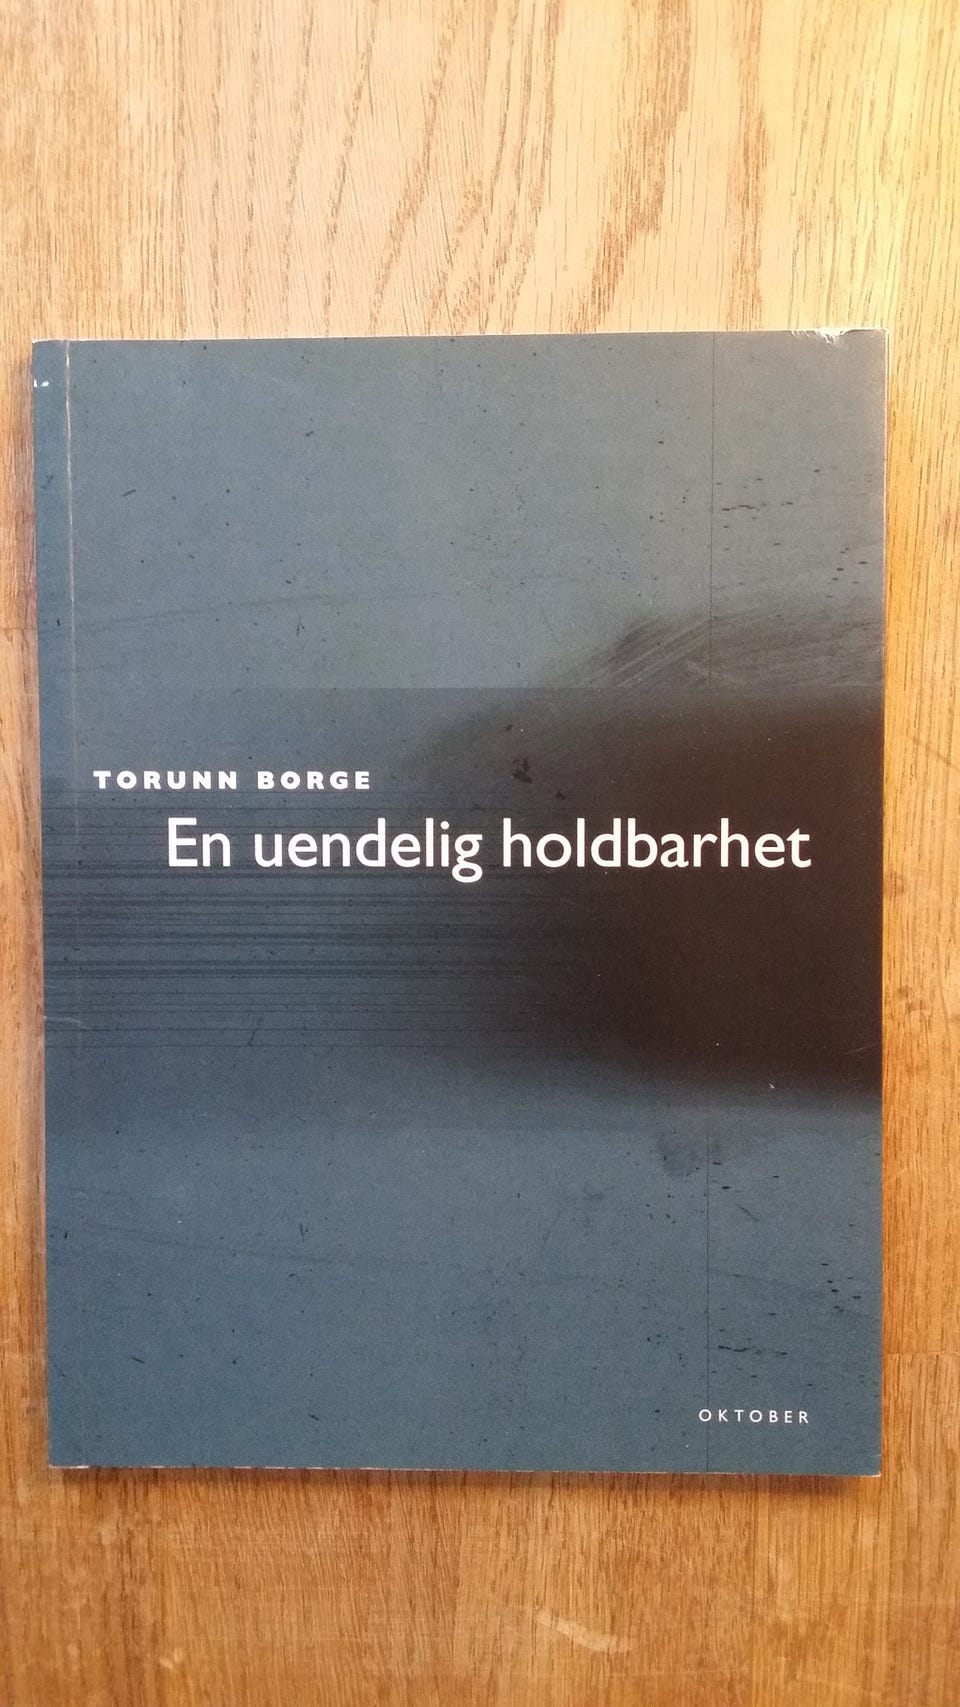 TORUNN BORGE
En uendelig holdbarhet
OKTOBER